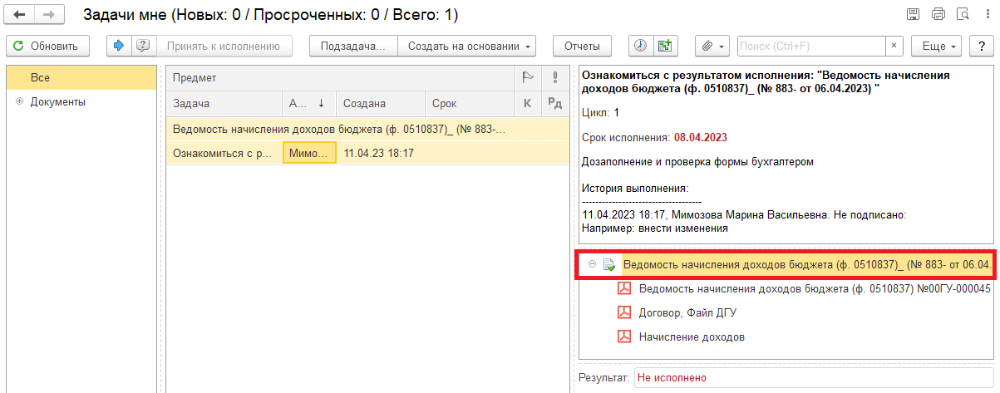 Задачи мне (Новых: 0 / Просроченных: 0 / Всего: 1)
Обновить
Принять к исполнению
Подзадача...
Создать на основании
Отчеты
Поиск (Ctrl+F)
×
Еще
?
Все
Документы
Предмет
Задача
А...
Создана
Срок
К
Рд
Ведомость начисления доходов бюджета (ф. 0510837)_ (№ 883-...
Ознакомиться с р...
Мимо...
11.04.23 18:17
Ознакомиться с результатом исполнения: "Ведомость начисления
доходов бюджета (ф. 0510837)_ (№ 883- от 06.04.2023) "
Цикл: 1
Срок исполнения: 08.04.2023
Дозаполнение и проверка формы бухгалтером
История выполнения:
------------------------------------
11.04.2023 18:17, Мимозова Марина Васильевна. Не подписано:
Например: внести изменения
Ведомость начисления доходов бюджета (ф. 0510837)_ (№ 883- от 06.04.
Ведомость начисления доходов бюджета (ф. 0510837) №00ГУ-000045
Договор, Файл ДГУ
Начисление доходов
Результат:
Не исполнено